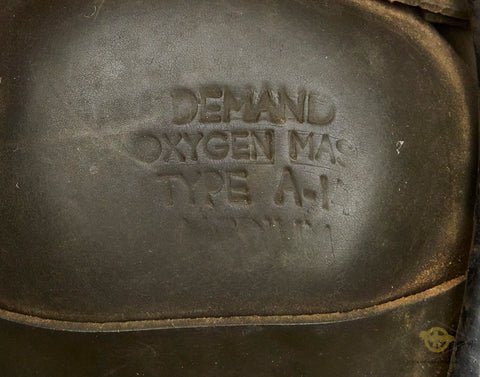 DEMAND
OXYGEN MAS
TYPE A-1